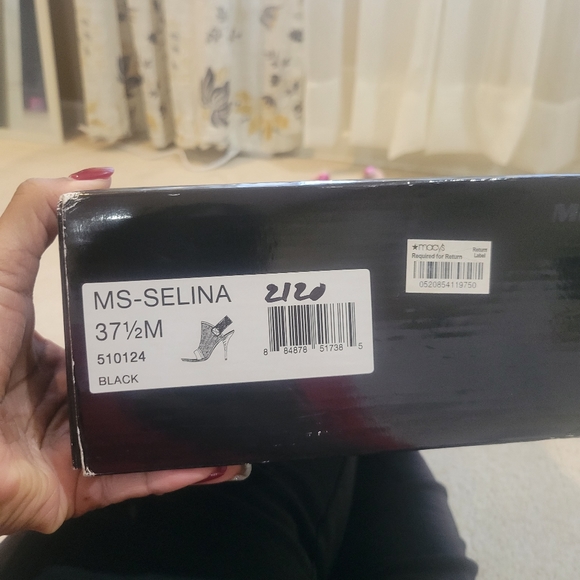 MS-SELINA
2120
37½M
510124
BLACK
8 84878 51738 5
★macy's Return
Required for Return Label
0520854119750